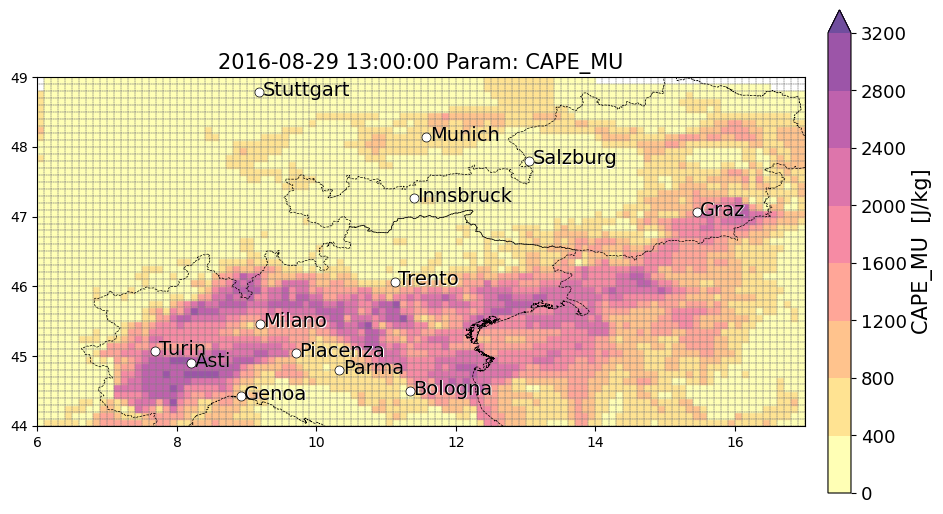 2016-08-29 13:00:00 Param: CAPE_MU
49
48
47
46
45
44
6
8
10
12
14
16
Stuttgart
Munich
Salzburg
Innsbruck
Graz
Trento
Milano
Turin
Asti
Piacenza
Parma
Genoa
Bologna
3200
2800
2400
2000
1600
1200
800
400
0
CAPE_MU [J/kg]